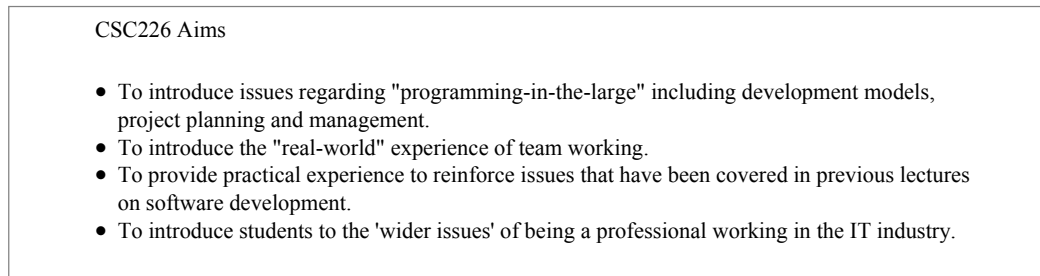 CSC226 Aims
• To introduce issues regarding "programming-in-the-large" including development models,
project planning and management.
• To introduce the "real-world" experience of team working.
• To provide practical experience to reinforce issues that have been covered in previous lectures
on software development.
• To introduce students to the 'wider issues' of being a professional working in the IT industry.